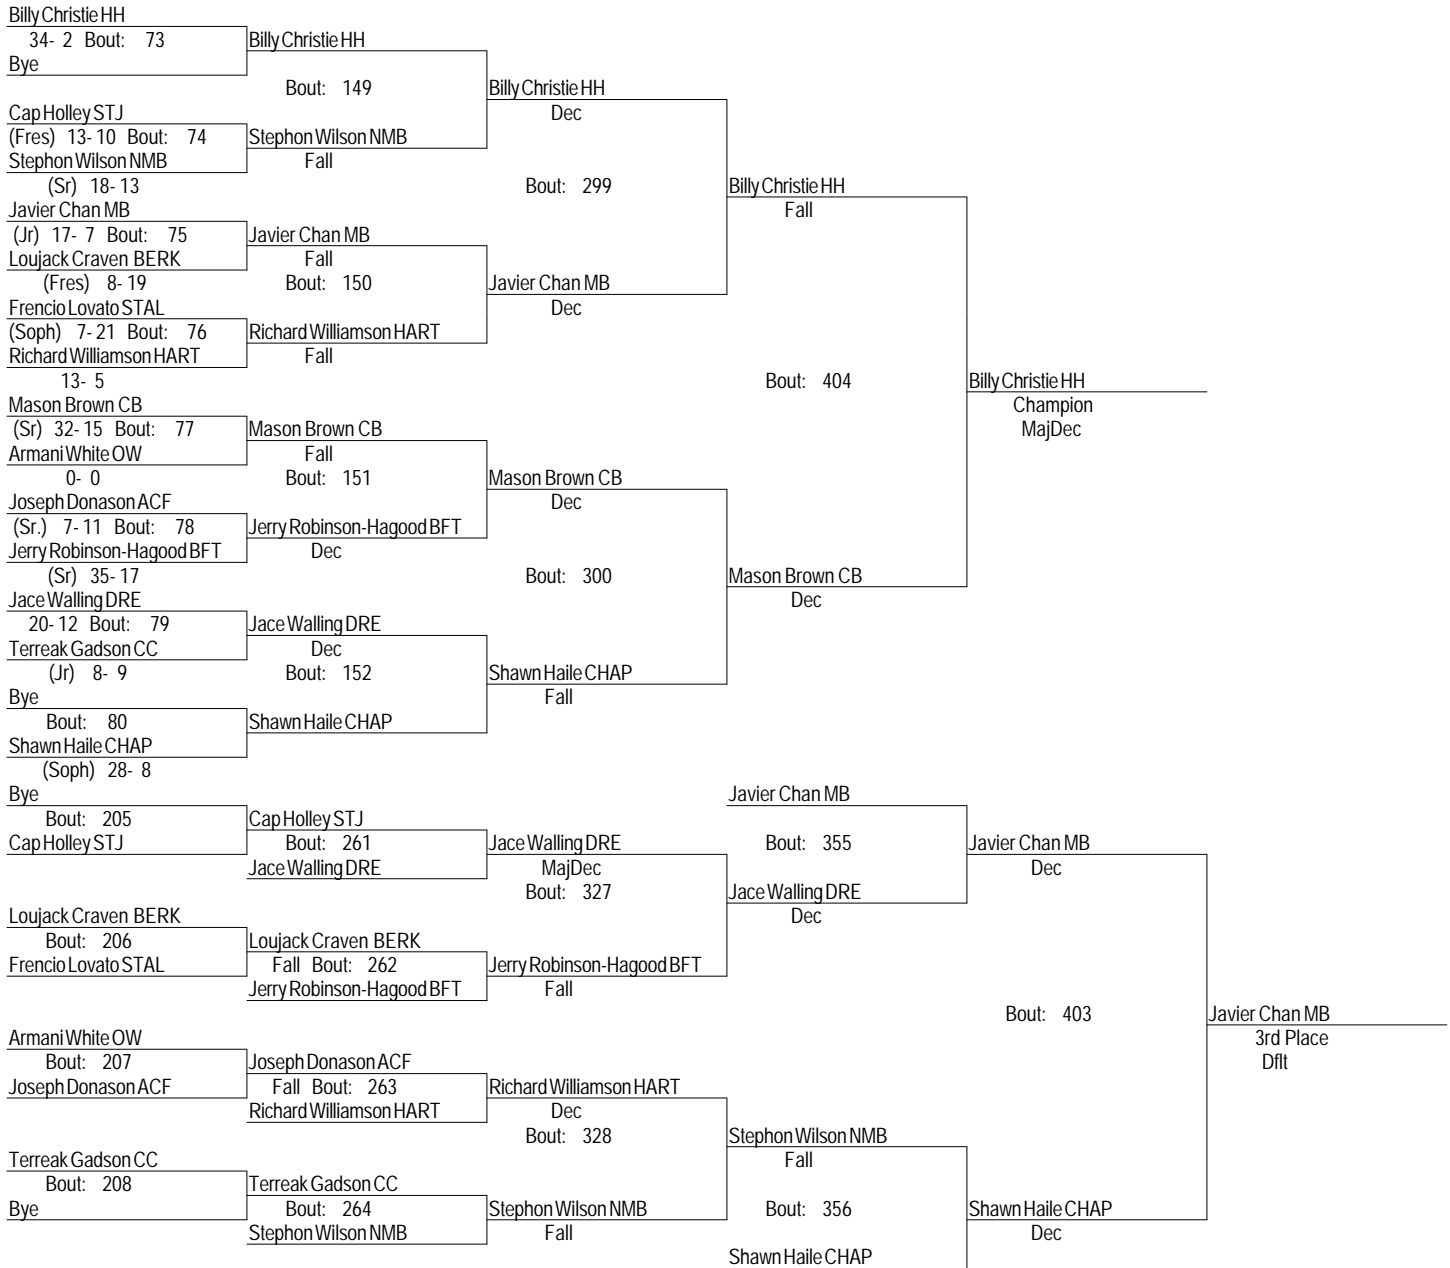 Billy Christie HH
34- 2 Bout: 73 Billy Christie HH
Bye
Bout: 149 Billy Christie HH
Cap Holley STJ Dec
(Fres) 13- 10 Bout: 74 Stephon Wilson NMB
Stephon Wilson NMB Fall
(Sr) 18- 13 Bout: 299 Billy Christie HH
Javier Chan MB Fall
(Jr) 17- 7 Bout: 75 Javier Chan MB
Loujack Craven BERK Fall
(Fres) 8- 19 Bout: 150 Javier Chan MB
Frencio Lovato STAL Dec
(Soph) 7- 21 Bout: 76 Richard Williamson HART
Richard Williamson HART Fall
13- 5 Bout: 404 Billy Christie HH
Mason Brown CB Champion
(Sr) 32- 15 Bout: 77 Mason Brown CB MajDec
Armani White OW Fall
0- 0 Bout: 151 Mason Brown CB
Joseph Donason ACF Dec
(Sr.) 7- 11 Bout: 78 Jerry Robinson-Hagood BFT
Jerry Robinson-Hagood BFT Dec
(Sr) 35- 17 Bout: 300 Mason Brown CB
Jace Walling DRE Dec
20- 12 Bout: 79 Jace Walling DRE
Terreak Gadson CC Dec
(Jr) 8- 9 Bout: 152 Shawn Haile CHAP
Bye Fall
Bout: 80 Shawn Haile CHAP
Shawn Haile CHAP
(Soph) 28- 8
Bye Javier Chan MB
Bout: 205 Cap Holley STJ
Cap Holley STJ Bout: 261 Jace Walling DRE Bout: 355 Javier Chan MB
Jace Walling DRE MajDec Dec
Bout: 327 Jace Walling DRE
Loujack Craven BERK Dec
Bout: 206 Loujack Craven BERK
Frencio Lovato STAL Fall Bout: 262 Jerry Robinson-Hagood BFT
Jerry Robinson-Hagood BFT Fall
Bout: 403 Javier Chan MB
Armani White OW 3rd Place
Bout: 207 Joseph Donason ACF Dflt
Joseph Donason ACF Fall Bout: 263 Richard Williamson HART
Richard Williamson HART Dec
Bout: 328 Stephon Wilson NMB
Terreak Gadson CC Fall
Bout: 208 Terreak Gadson CC
Bye Bout: 264 Stephon Wilson NMB Bout: 356 Shawn Haile CHAP
Stephon Wilson NMB Fall Dec
Shawn Haile CHAP